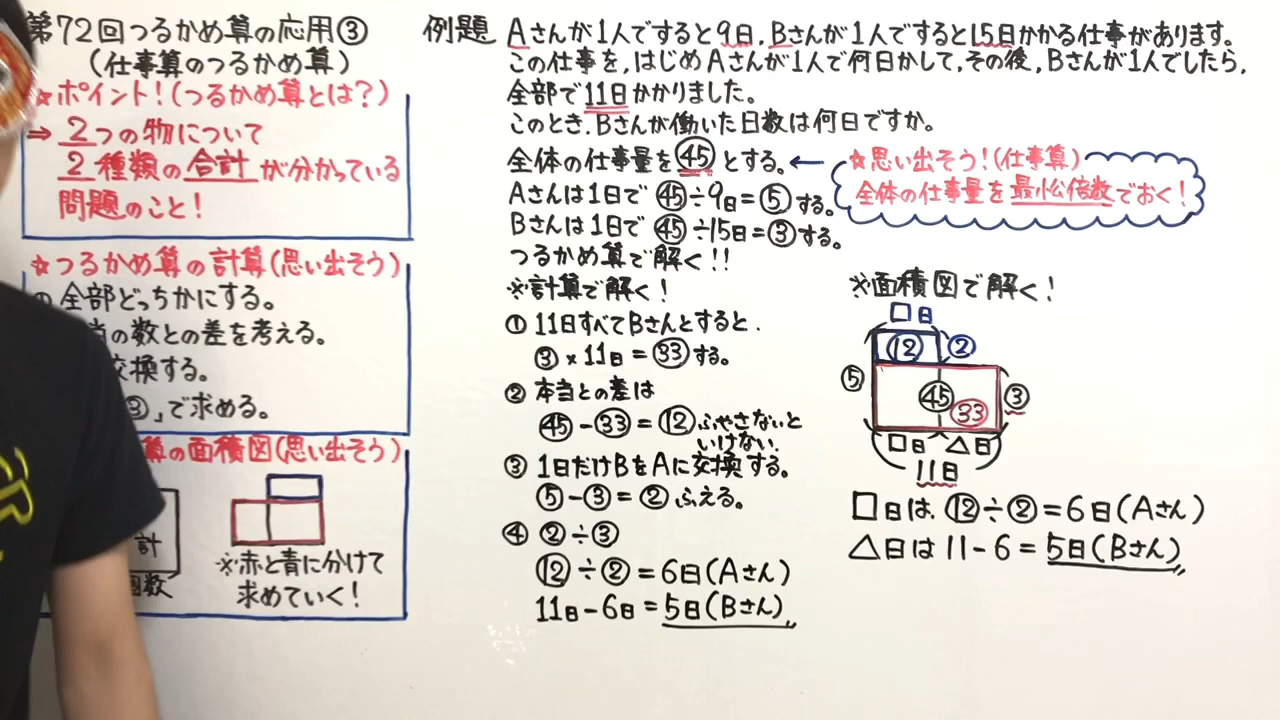 第72回つるかめ算の応用③
(仕事算のつるかめ算)
☆ポイント!(つるかめ算とは?)
⇒ 2つの物について
2種類の合計が分かっている
問題のこと!
☆つるかめ算の計算(思い出そう)
全部どっちかにする。
の数との差を考える。
交換する。
③」で求める。
算の面積図(思い出そう)
計
数
※赤と青に分けて
求めていく!
例題 Aさんが1人ですると9日,Bさんが1人ですると15日かかる仕事があります。
この仕事を,はじめAさんが1人で何日かして,その後,Bさんが1人でしたら,
全部で11日かかりました。
このとき,Bさんが働いた日数は何日ですか。
全体の仕事量を㊺とする。←
☆思い出そう!(仕事算)
全体の仕事量を最小公倍数でおく!
Aさんは1日で ㊺÷9日=⑤する。
Bさんは1日で ㊺÷15日=③する。
つるかめ算で解く!!
※計算で解く!
① 11日すべてBさんとすると,
③×11日=㉝する。
② 本当との差は
㊺-㉝=⑫ふやさないと
いけない。
③ 1日だけBをAに交換する。
⑤-③=②ふえる。
④ ②÷③
⑫÷②=6日(Aさん)
11日-6日=5日(Bさん)
※面積図で解く!
□日
⑫ ②
⑤ ㊺ ㉝ ③
□日 △日
11日
□日は,⑫÷②=6日(Aさん)
△日は11-6=5日(Bさん)